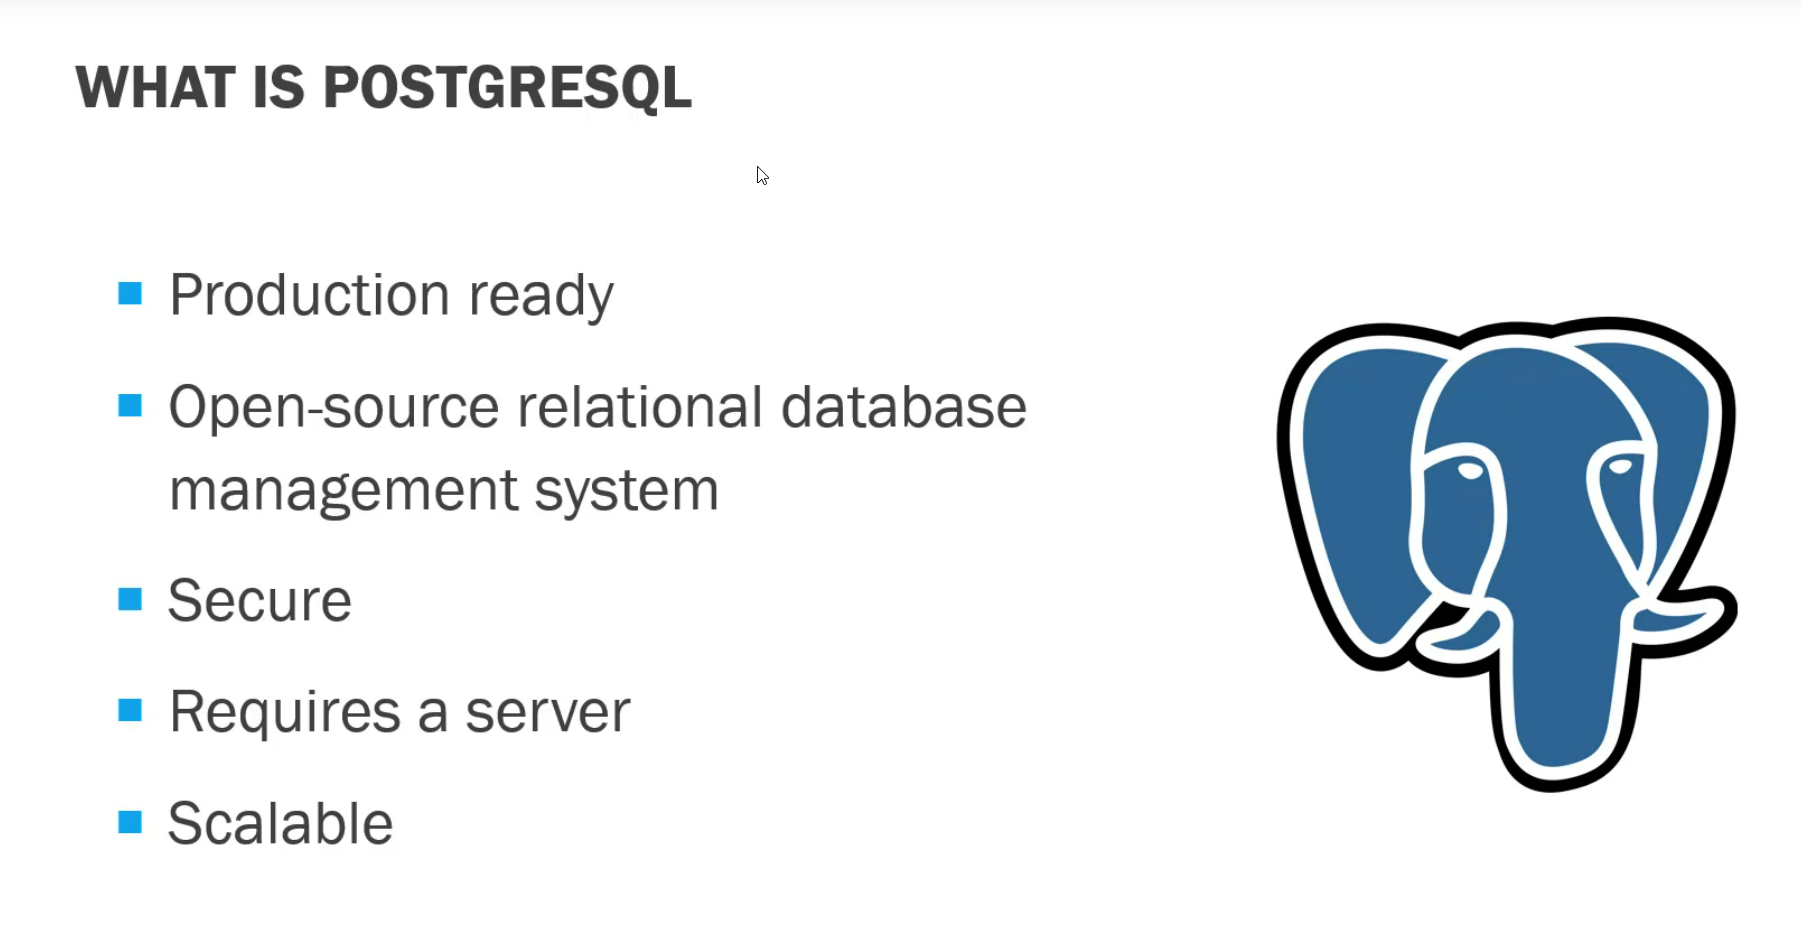 WHAT IS POSTGRESQL
Production ready
Open-source relational database
management system
Secure
Requires a server
Scalable